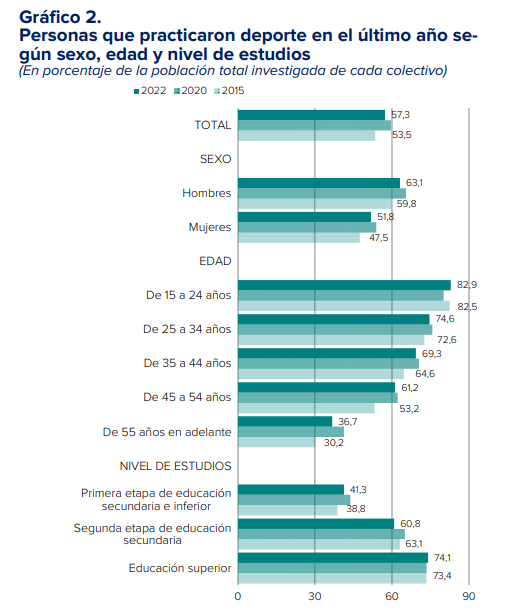 Gráfico 2.
Personas que practicaron deporte en el último año se-
gún sexo, edad y nivel de estudios
(En porcentaje de la población total investigada de cada colectivo)
2022 2020 2015
TOTAL 57,3
53,5
SEXO
Hombres 63,1
59,8
Mujeres 51,8
47,5
EDAD
De 15 a 24 años 82,9
82,5
De 25 a 34 años 74,6
72,6
De 35 a 44 años 69,3
64,6
De 45 a 54 años 61,2
53,2
De 55 años en adelante 36,7
30,2
NIVEL DE ESTUDIOS
Primera etapa de educación 41,3
secundaria e inferior 38,8
Segunda etapa de educación 60,8
secundaria 63,1
Educación superior 74,1
73,4
0 30 60 90